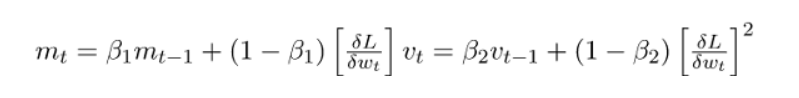 m_t = β_1 m_{t−1} + (1 − β_1) [δL/δw_t] v_t = β_2 v_{t−1} + (1 − β_2) [δL/δw_t]^2